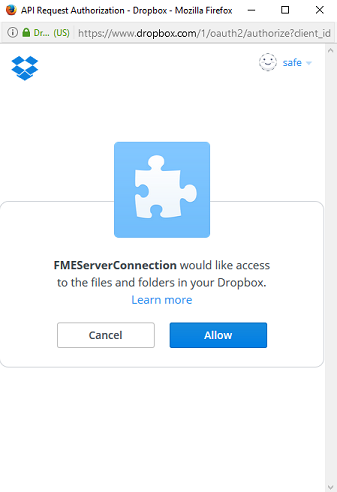 API Request Authorization - Dropbox - Mozilla Firefox
Dr... (US) https://www.dropbox.com/1/oauth2/authorize?client_id
safe
FMEServerConnection would like access
to the files and folders in your Dropbox.
Learn more
Cancel Allow